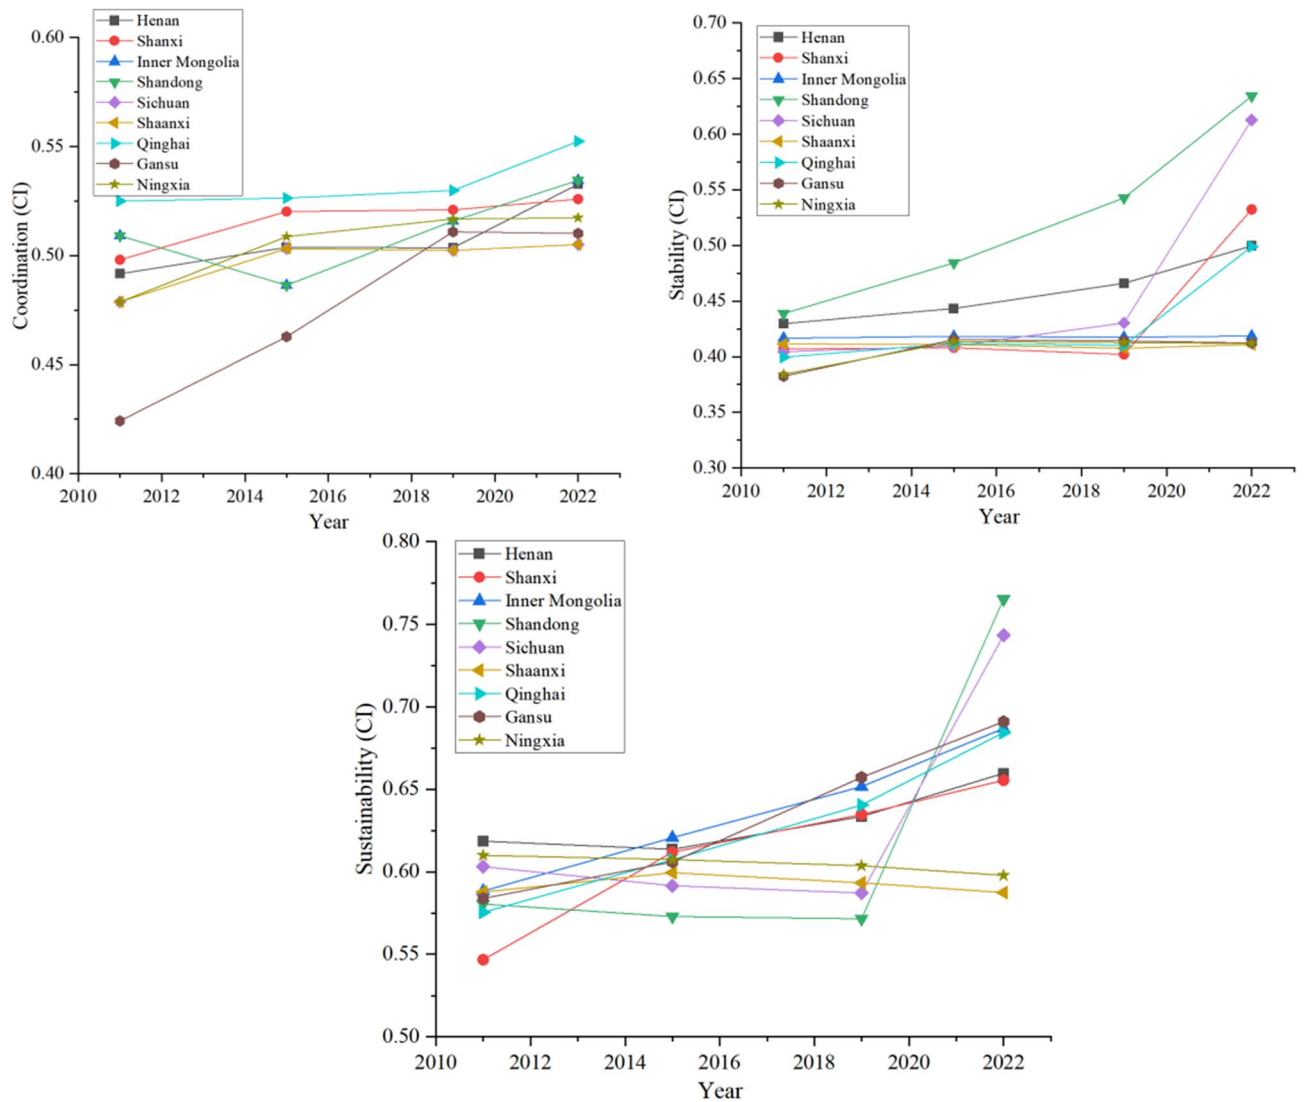 Henan
Shanxi
Inner Mongolia
Shandong
Sichuan
Shaanxi
Qinghai
Gansu
Ningxia
0.60
0.55
0.50
0.45
0.40
Coordination (CI)
2010 2012 2014 2016 2018 2020 2022
Year
Henan
Shanxi
Inner Mongolia
Shandong
Sichuan
Shaanxi
Qinghai
Gansu
Ningxia
0.70
0.65
0.60
0.55
0.50
0.45
0.40
0.35
0.30
Stability (CI)
2010 2012 2014 2016 2018 2020 2022
Year
Henan
Shanxi
Inner Mongolia
Shandong
Sichuan
Shaanxi
Qinghai
Gansu
Ningxia
0.80
0.75
0.70
0.65
0.60
0.55
0.50
Sustainability (CI)
2010 2012 2014 2016 2018 2020 2022
Year